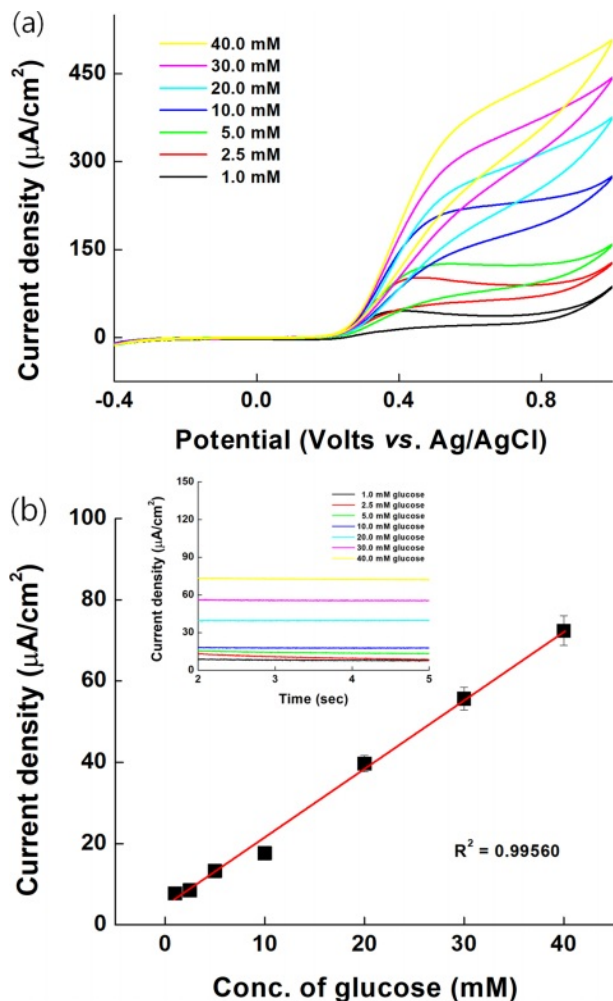 (a)
450
300
150
0
Current density (μA/cm²)
40.0 mM
30.0 mM
20.0 mM
10.0 mM
5.0 mM
2.5 mM
1.0 mM
-0.4 0.0 0.4 0.8
Potential (Volts vs. Ag/AgCl)
(b)
100
80
60
40
20
0
Current density (μA/cm²)
150
120
90
60
30
0
Current density (μA/cm²)
1.0 mM glucose
2.5 mM glucose
5.0 mM glucose
10.0 mM glucose
20.0 mM glucose
30.0 mM glucose
40.0 mM glucose
2 3 4 5
Time (sec)
R² = 0.99560
0 10 20 30 40
Conc. of glucose (mM)